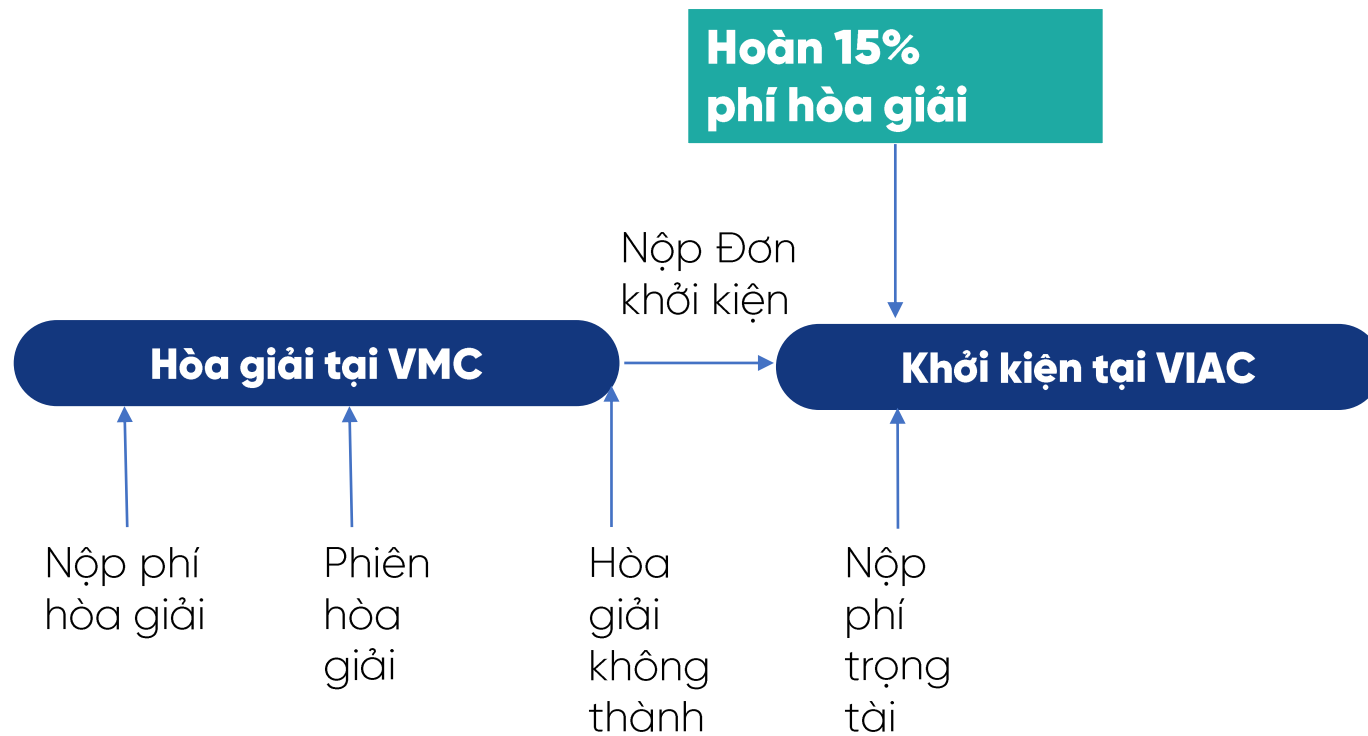 Hoàn 15%
phí hòa giải
Nộp Đơn
khởi kiện
Hòa giải tại VMC
Khởi kiện tại VIAC
Nộp phí
hòa giải
Phiên
hòa
giải
Hòa
giải
không
thành
Nộp
phí
trọng
tài